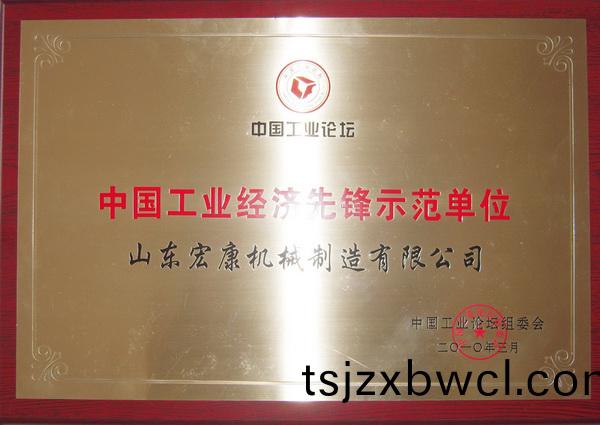 中国工业论坛
中国工业经济先锋示范单位
山东宏康机械制造有限公司
中国工业论坛组委会
二〇一〇年三月
tsjzxbwcl.com